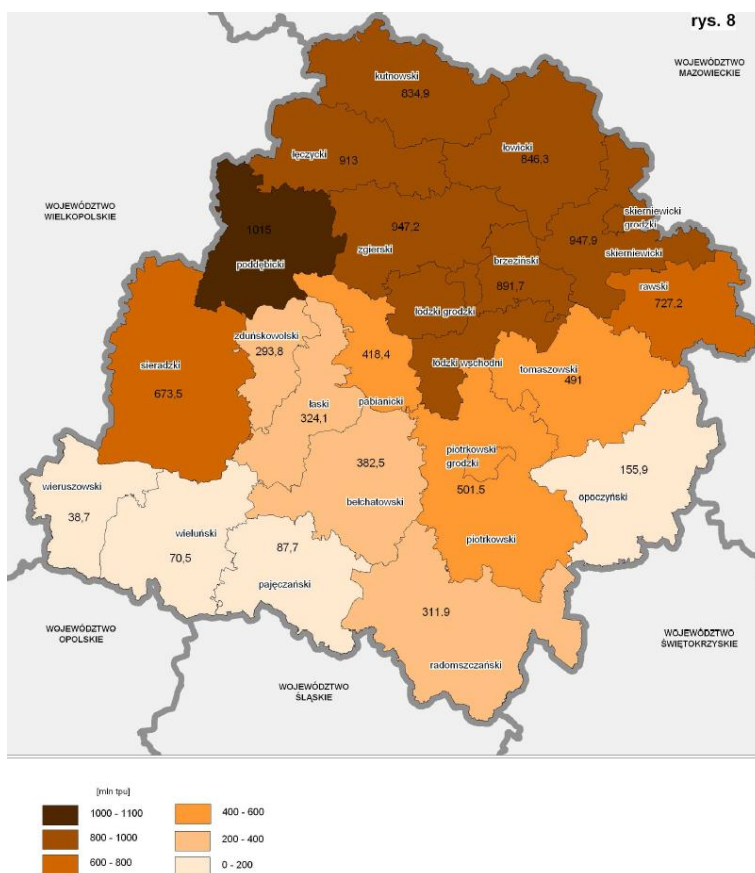 rys. 8
WOJEWÓDZTWO
MAZOWIECKIE
kutnowski
834,9
łęczycki
913
łowicki
846,3
WOJEWÓDZTWO
WIELKOPOLSKIE
skierniewicki
grodzki
1015
poddębicki
947,2
zgierski
brzeziński
947,9
skierniewicki
891,7
rawski
727,2
łódzki grodzki
zduńskowolski
293,8
418,4
łódzki wschodni
tomaszowski
491
sieradzki
673,5
łaski
324,1
pabianicki
382,5
bełchatowski
piotrkowski
grodzki
501,5
piotrkowski
155,9
opoczyński
wieruszowski
38,7
wieluński
70,5
87,7
pajęczański
311.9
radomszczański
WOJEWÓDZTWO
OPOLSKIE
WOJEWÓDZTWO
ŚLĄSKIE
WOJEWÓDZTWO
ŚWIĘTOKRZYSKIE
[mln tpu]
1000 - 1100
800 - 1000
600 - 800
400 - 600
200 - 400
0 - 200